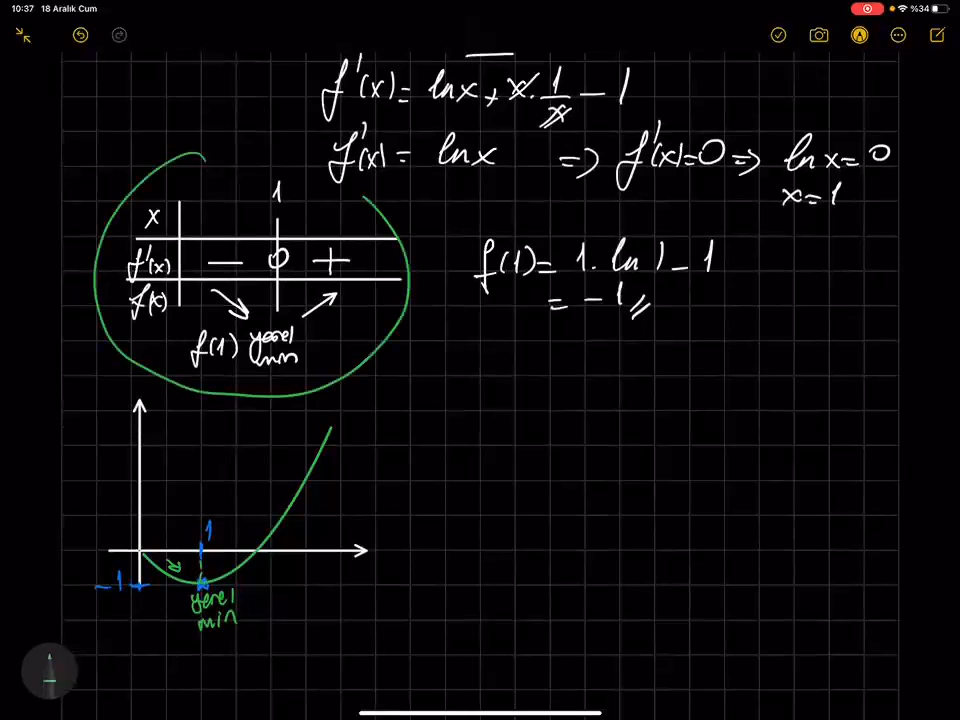 10:37 18 Aralık Cum %34
f'(x) = lnx + x · 1/x − 1
f'(x) = lnx => f'(x)=0 => lnx = 0
x = 1
1
x
f'(x) − 0 +
f(x)
f(1) yerel
min
f(1) = 1. ln1 − 1
= −1 //
1
−1
yerel
min